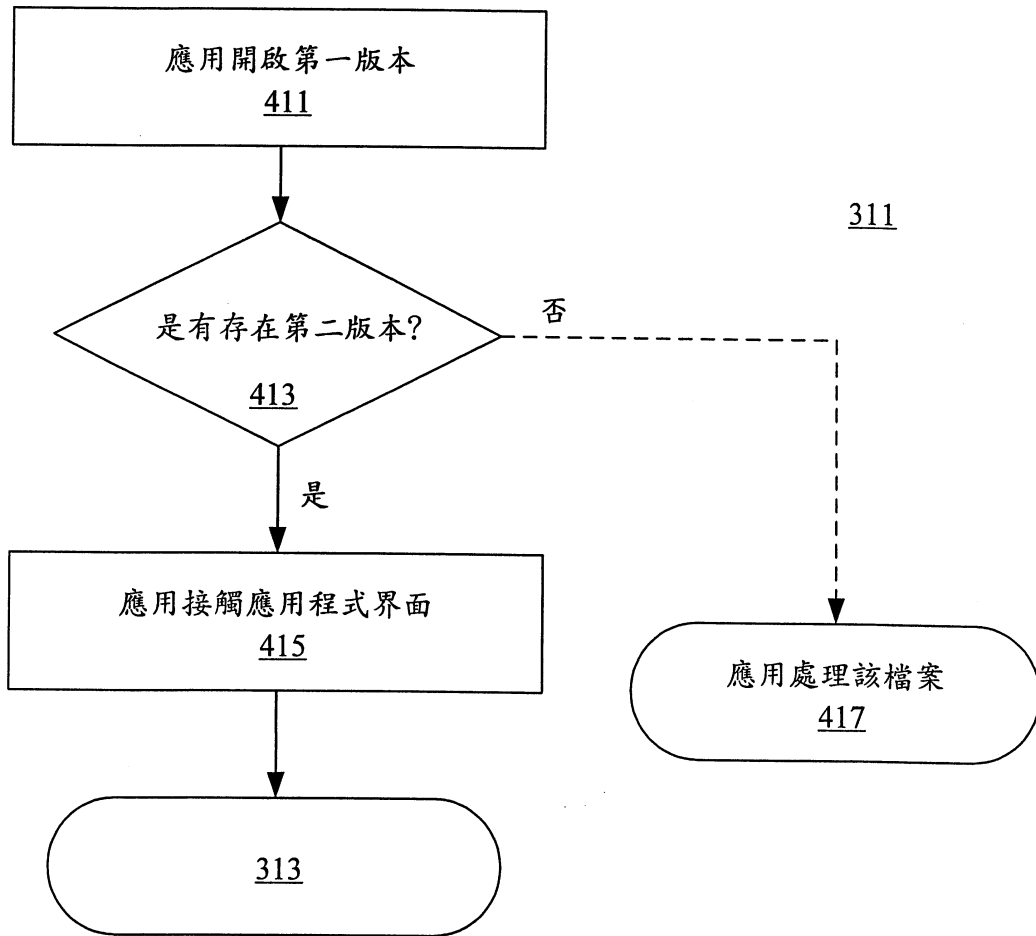 應用開啟第一版本
411
311
是有存在第二版本?
413
否
是
應用接觸應用程式界面
415
應用處理該檔案
417
313